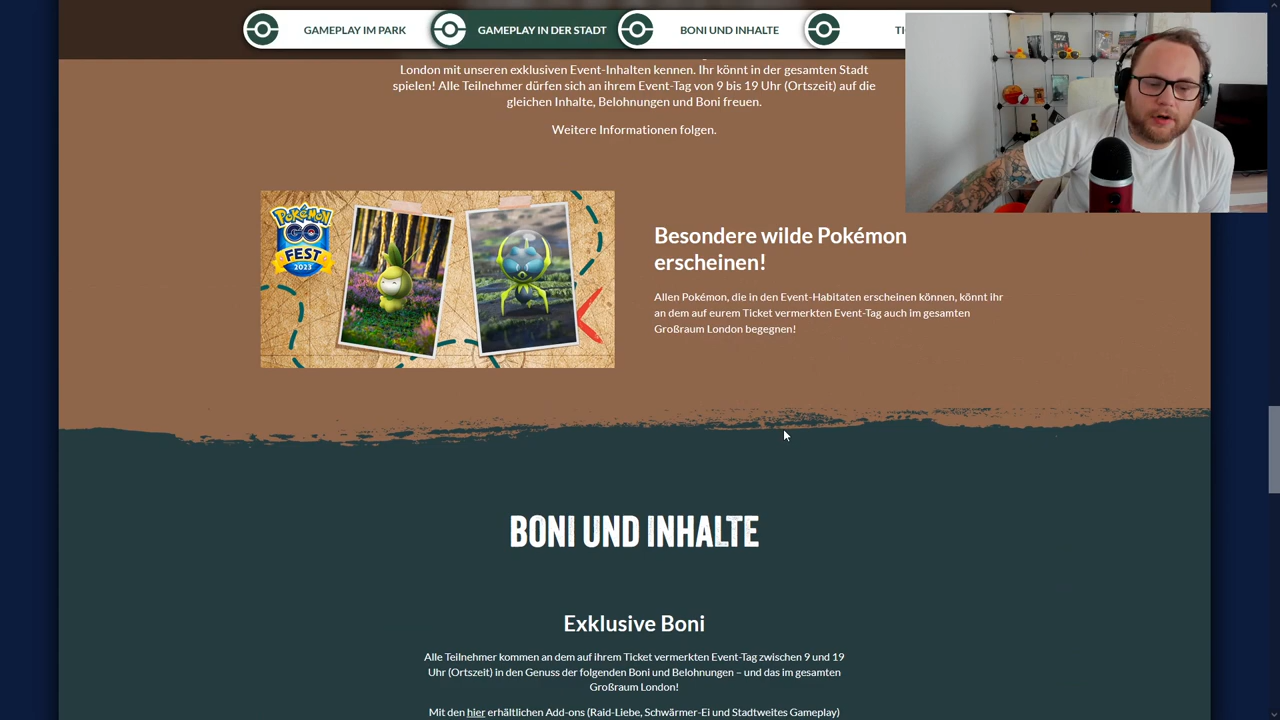 GAMEPLAY IM PARK
GAMEPLAY IN DER STADT
BONI UND INHALTE
London mit unseren exklusiven Event-Inhalten kennen. Ihr könnt in der gesamten Stadt
spielen! Alle Teilnehmer dürfen sich an ihrem Event-Tag von 9 bis 19 Uhr (Ortszeit) auf die
gleichen Inhalte, Belohnungen und Boni freuen.
Weitere Informationen folgen.
POKÉMON
GO
FEST
2023
Besondere wilde Pokémon
erscheinen!
Allen Pokémon, die in den Event-Habitaten erscheinen können, könnt ihr
an dem auf eurem Ticket vermerkten Event-Tag auch im gesamten
Großraum London begegnen!
BONI UND INHALTE
Exklusive Boni
Alle Teilnehmer kommen an dem auf ihrem Ticket vermerkten Event-Tag zwischen 9 und 19
Uhr (Ortszeit) in den Genuss der folgenden Boni und Belohnungen – und das im gesamten
Großraum London!
Mit den hier erhältlichen Add-ons (Raid-Liebe, Schwärmer-Ei und Stadtweites Gameplay)